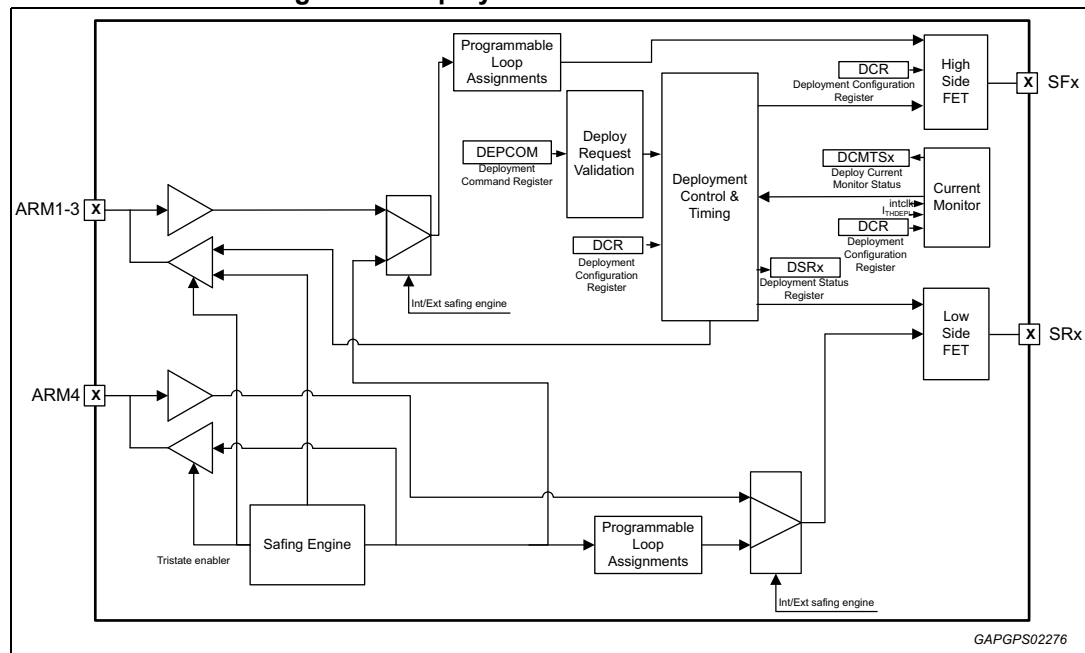 Programmable
Loop
Assignments
DCR
Deployment Configuration
Register
High
Side
FET
X
SFx
DEPCOM
Deployment
Command Register
Deploy
Request
Validation
Deployment
Control &
Timing
DCMTSx
Deploy Current
Monitor Status
intclk
ITHDEPL
Current
Monitor
DCR
Deployment
Configuration
Register
ARM1-3
X
DCR
Deployment
Configuration
Register
DSRx
Deployment Status
Register
Int/Ext safing engine
Low
Side
FET
X
SRx
ARM4
X
Safing Engine
Tristate enabler
Programmable
Loop
Assignments
Int/Ext safing engine
GAPGPS02276